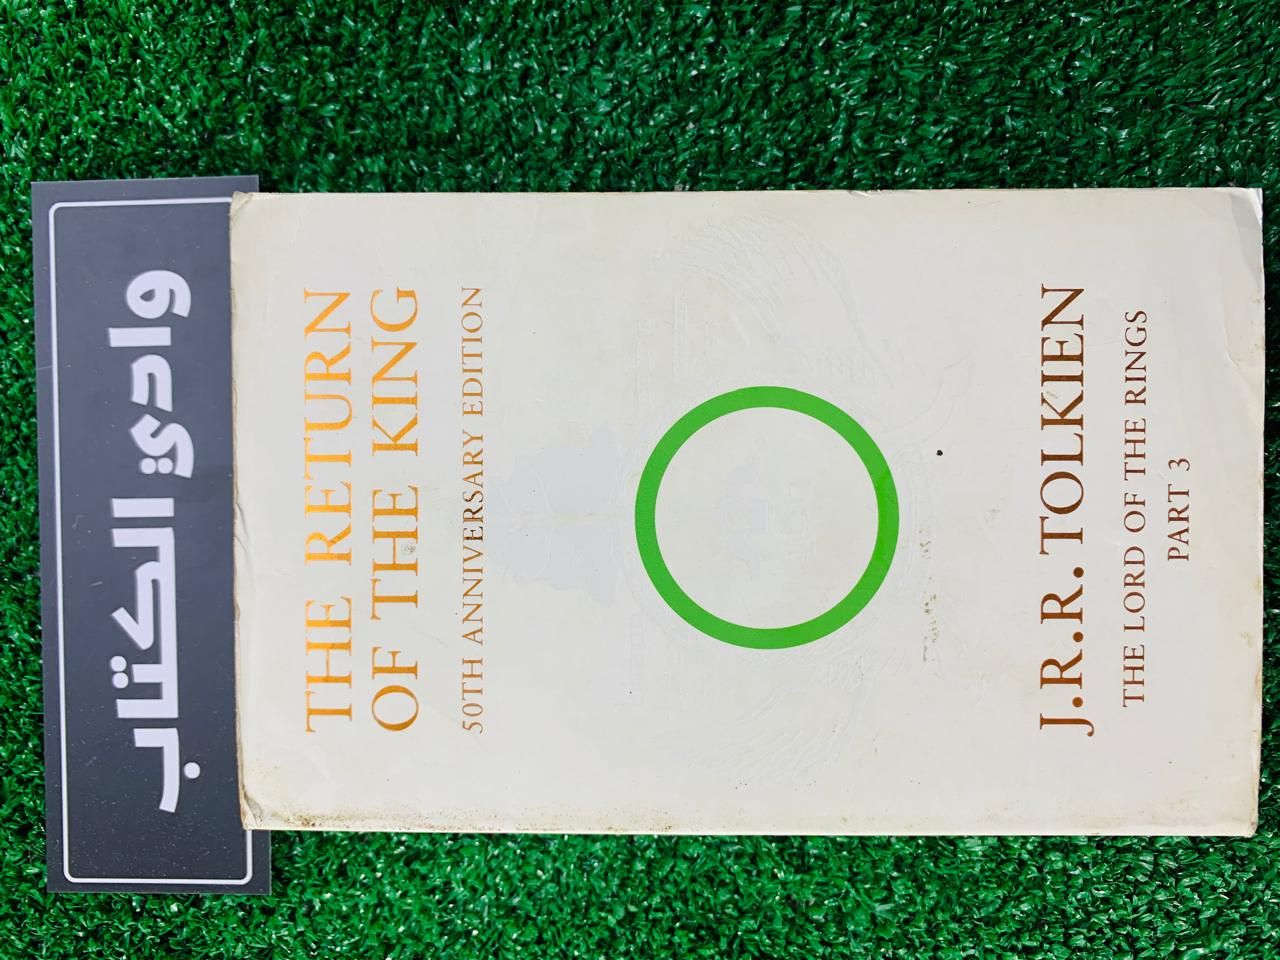 وادي الكتاب
THE RETURN
OF THE KING
50TH ANNIVERSARY EDITION
J.R.R. TOLKIEN
THE LORD OF THE RINGS
PART 3